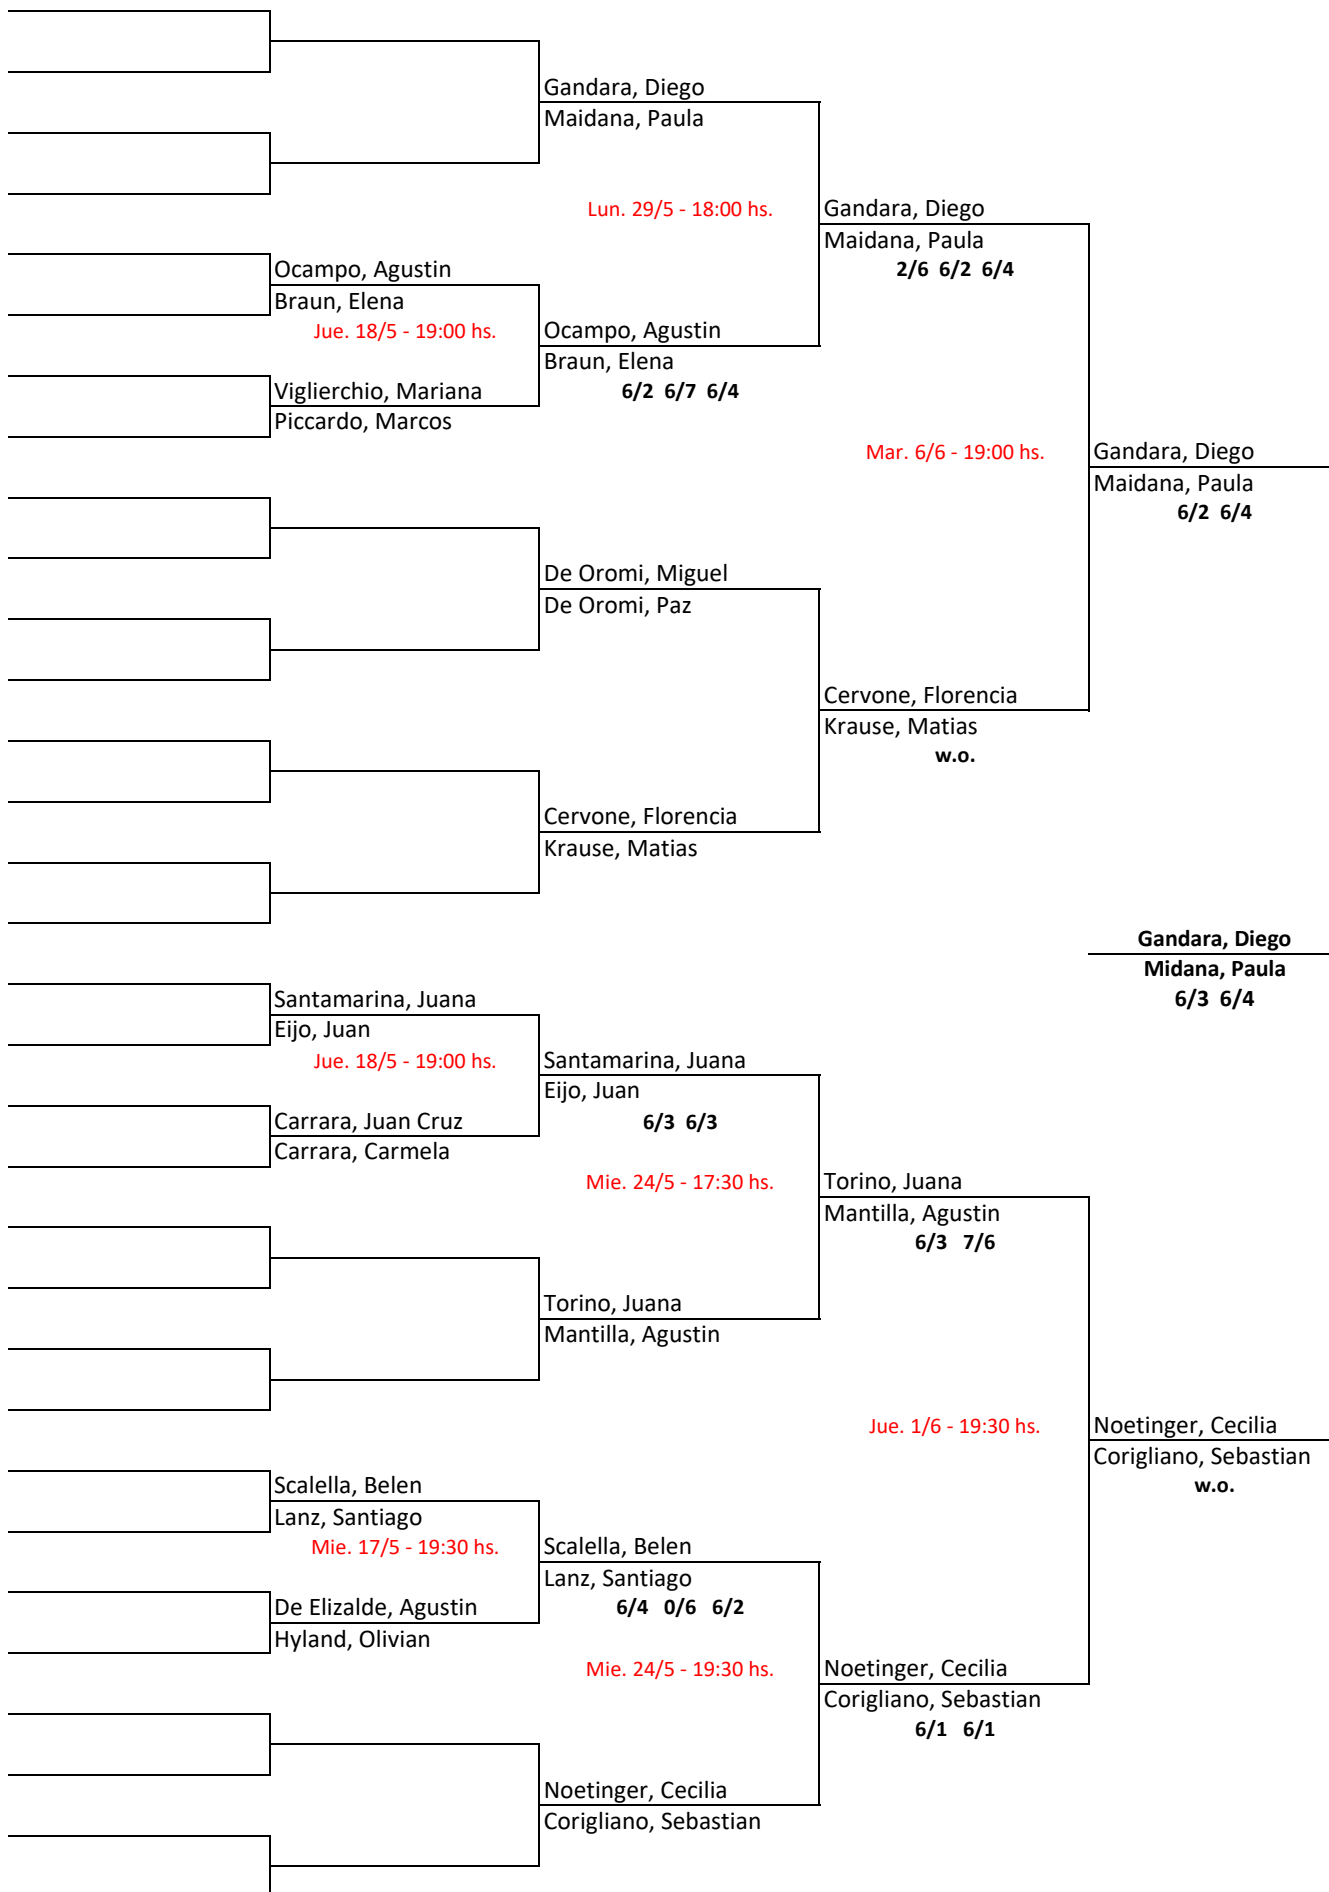 Gandara, Diego
Maidana, Paula
Lun. 29/5 - 18:00 hs.
Gandara, Diego
Maidana, Paula
2/6 6/2 6/4
Ocampo, Agustin
Braun, Elena
Jue. 18/5 - 19:00 hs.
Ocampo, Agustin
Braun, Elena
6/2 6/7 6/4
Viglierchio, Mariana
Piccardo, Marcos
Mar. 6/6 - 19:00 hs.
Gandara, Diego
Maidana, Paula
6/2 6/4
De Oromi, Miguel
De Oromi, Paz
Cervone, Florencia
Krause, Matias
w.o.
Cervone, Florencia
Krause, Matias
Gandara, Diego
Midana, Paula
6/3 6/4
Santamarina, Juana
Eijo, Juan
Jue. 18/5 - 19:00 hs.
Santamarina, Juana
Eijo, Juan
6/3 6/3
Carrara, Juan Cruz
Carrara, Carmela
Mie. 24/5 - 17:30 hs.
Torino, Juana
Mantilla, Agustin
6/3 7/6
Torino, Juana
Mantilla, Agustin
Jue. 1/6 - 19:30 hs.
Noetinger, Cecilia
Corigliano, Sebastian
w.o.
Scalella, Belen
Lanz, Santiago
Mie. 17/5 - 19:30 hs.
Scalella, Belen
Lanz, Santiago
6/4 0/6 6/2
De Elizalde, Agustin
Hyland, Olivian
Mie. 24/5 - 19:30 hs.
Noetinger, Cecilia
Corigliano, Sebastian
6/1 6/1
Noetinger, Cecilia
Corigliano, Sebastian